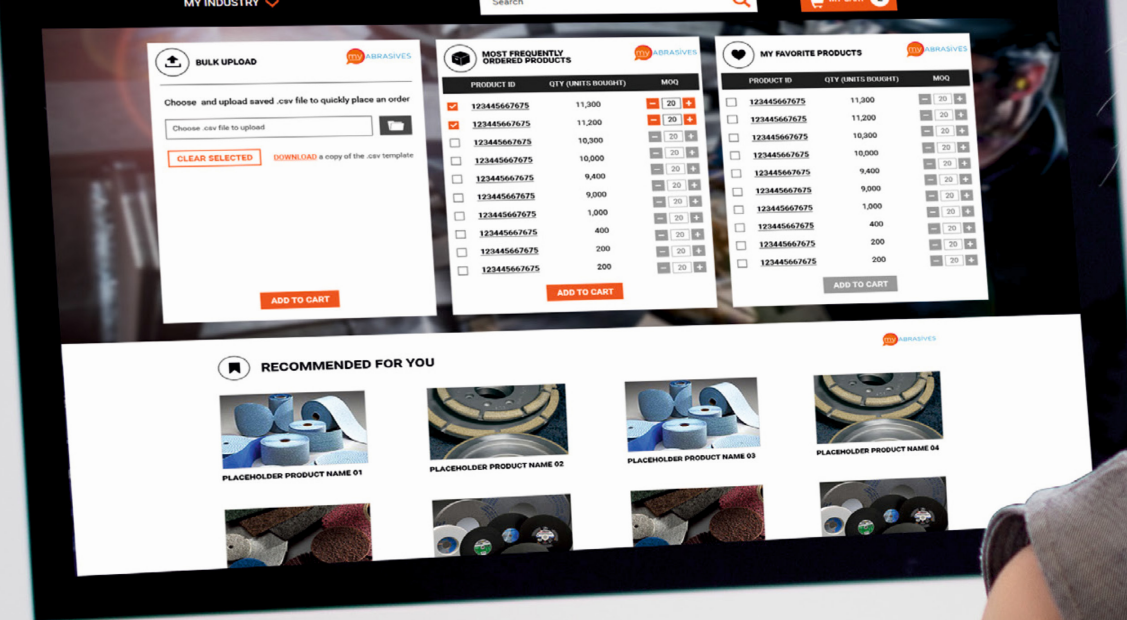 MY INDUSTRY
Search
MY CART
BULK UPLOAD
my ABRASIVES
Choose and upload saved .csv file to quickly place an order
Choose .csv file to upload
CLEAR SELECTED
DOWNLOAD a copy of the .csv template
ADD TO CART
MOST FREQUENTLY
ORDERED PRODUCTS
my ABRASIVES
PRODUCT ID QTY (UNITS BOUGHT) MOQ
123445667675 11,300 - 20 +
123445667675 11,200 - 20 +
123445667675 10,300 - 20 +
123445667675 10,000 - 20 +
123445667675 9,400 - 20 +
123445667675 9,000 - 20 +
123445667675 1,000 - 20 +
123445667675 400 - 20 +
123445667675 200 - 20 +
123445667675 200 - 20 +
ADD TO CART
MY FAVORITE PRODUCTS
my ABRASIVES
PRODUCT ID QTY (UNITS BOUGHT) MOQ
123445667675 11,300 - 20 +
123445667675 11,200 - 20 +
123445667675 10,300 - 20 +
123445667675 10,000 - 20 +
123445667675 9,400 - 20 +
123445667675 9,000 - 20 +
123445667675 1,000 - 20 +
123445667675 400 - 20 +
123445667675 200 - 20 +
123445667675 200 - 20 +
ADD TO CART
RECOMMENDED FOR YOU
my ABRASIVES
PLACEHOLDER PRODUCT NAME 01
PLACEHOLDER PRODUCT NAME 02
PLACEHOLDER PRODUCT NAME 03
PLACEHOLDER PRODUCT NAME 04